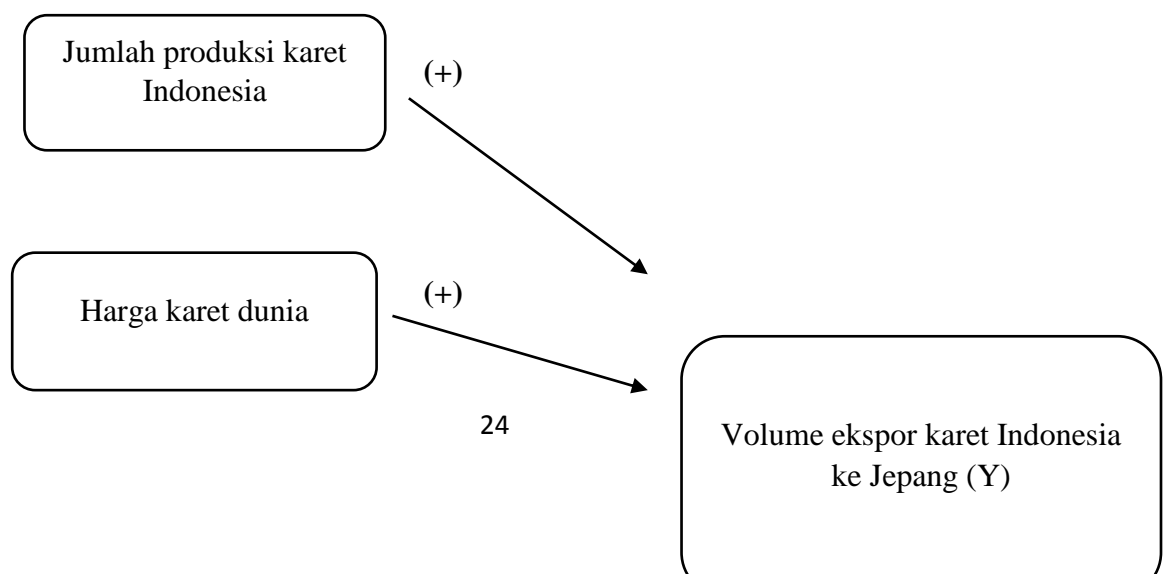 Jumlah produksi karet
Indonesia
(+)
Harga karet dunia
(+)
24
Volume ekspor karet Indonesia
ke Jepang (Y)